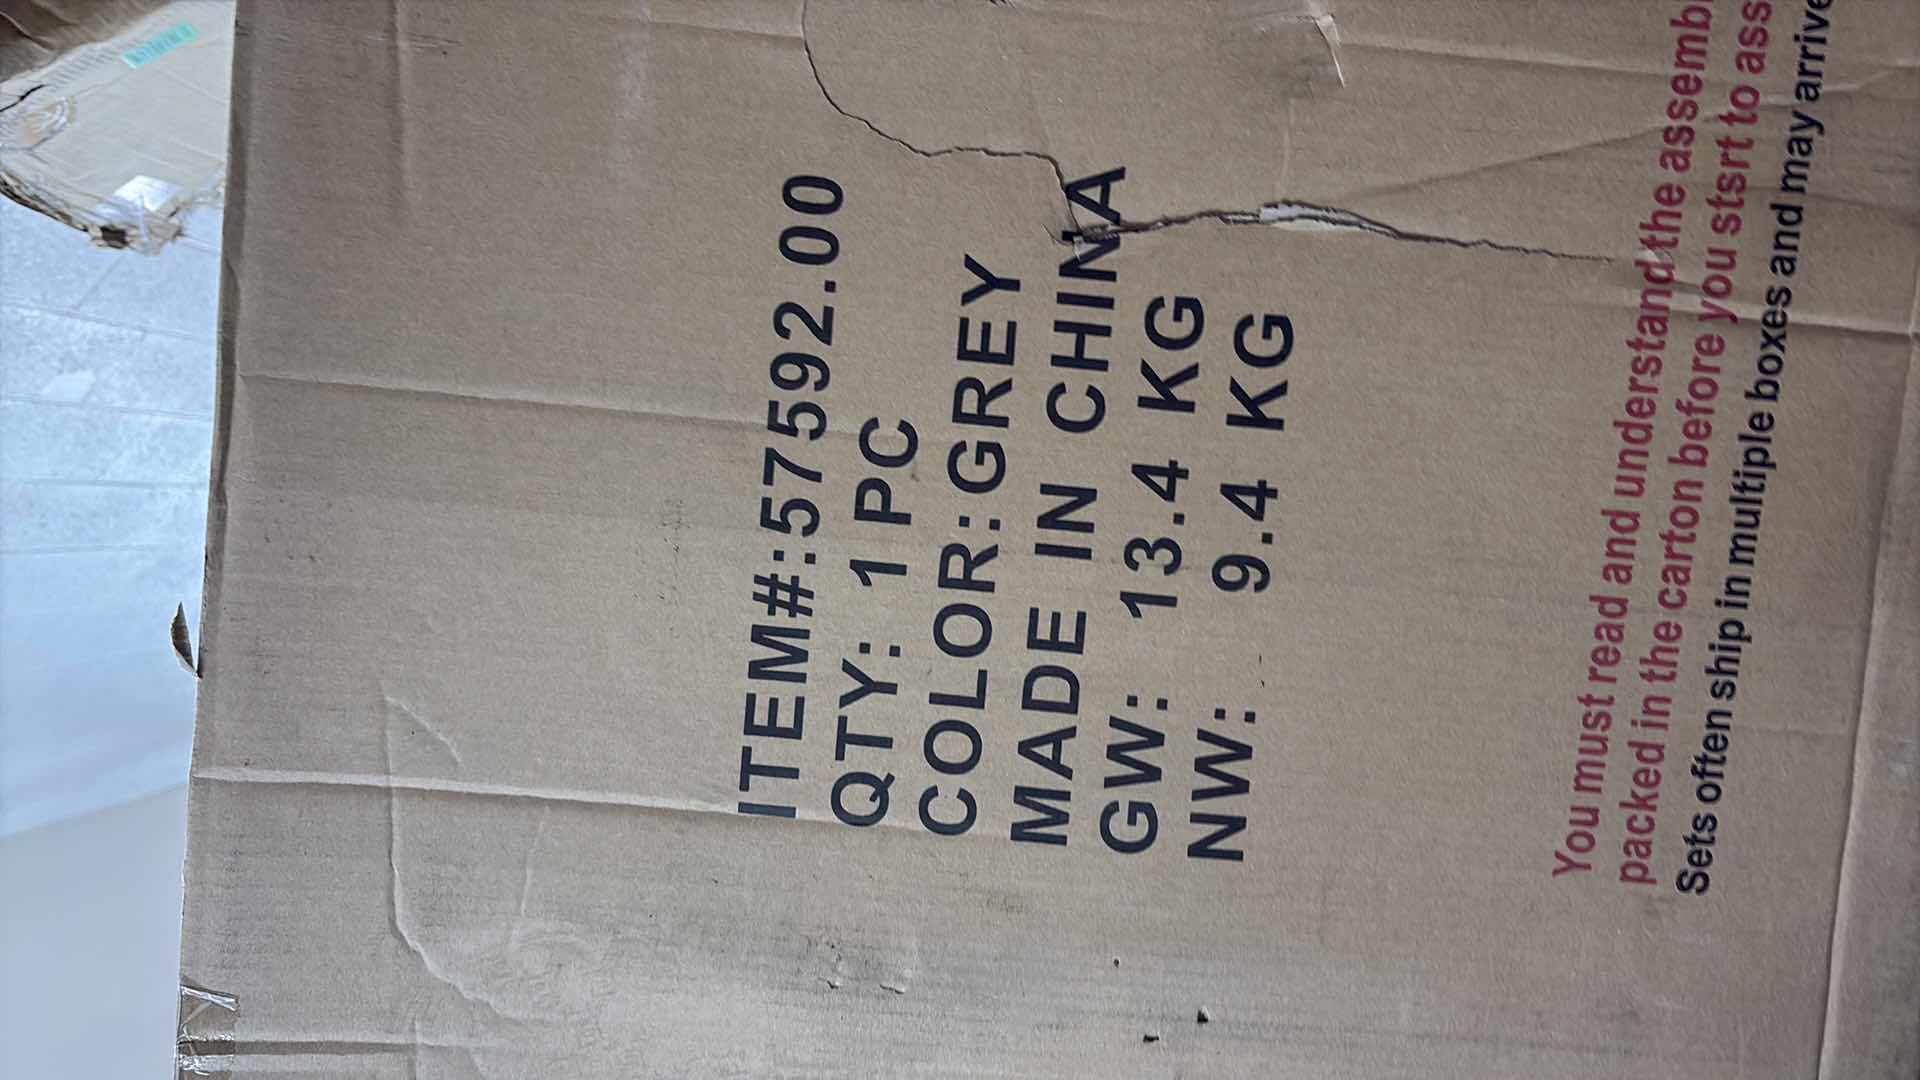 ITEM#:57592.00
QTY: 1 PC
COLOR:GREY
MADE IN CHINA
GW: 13.4 KG
NW: 9.4 KG
You must read and understand the
packed in the carton before you stsrt to
Sets often ship in multiple boxes and may arrive